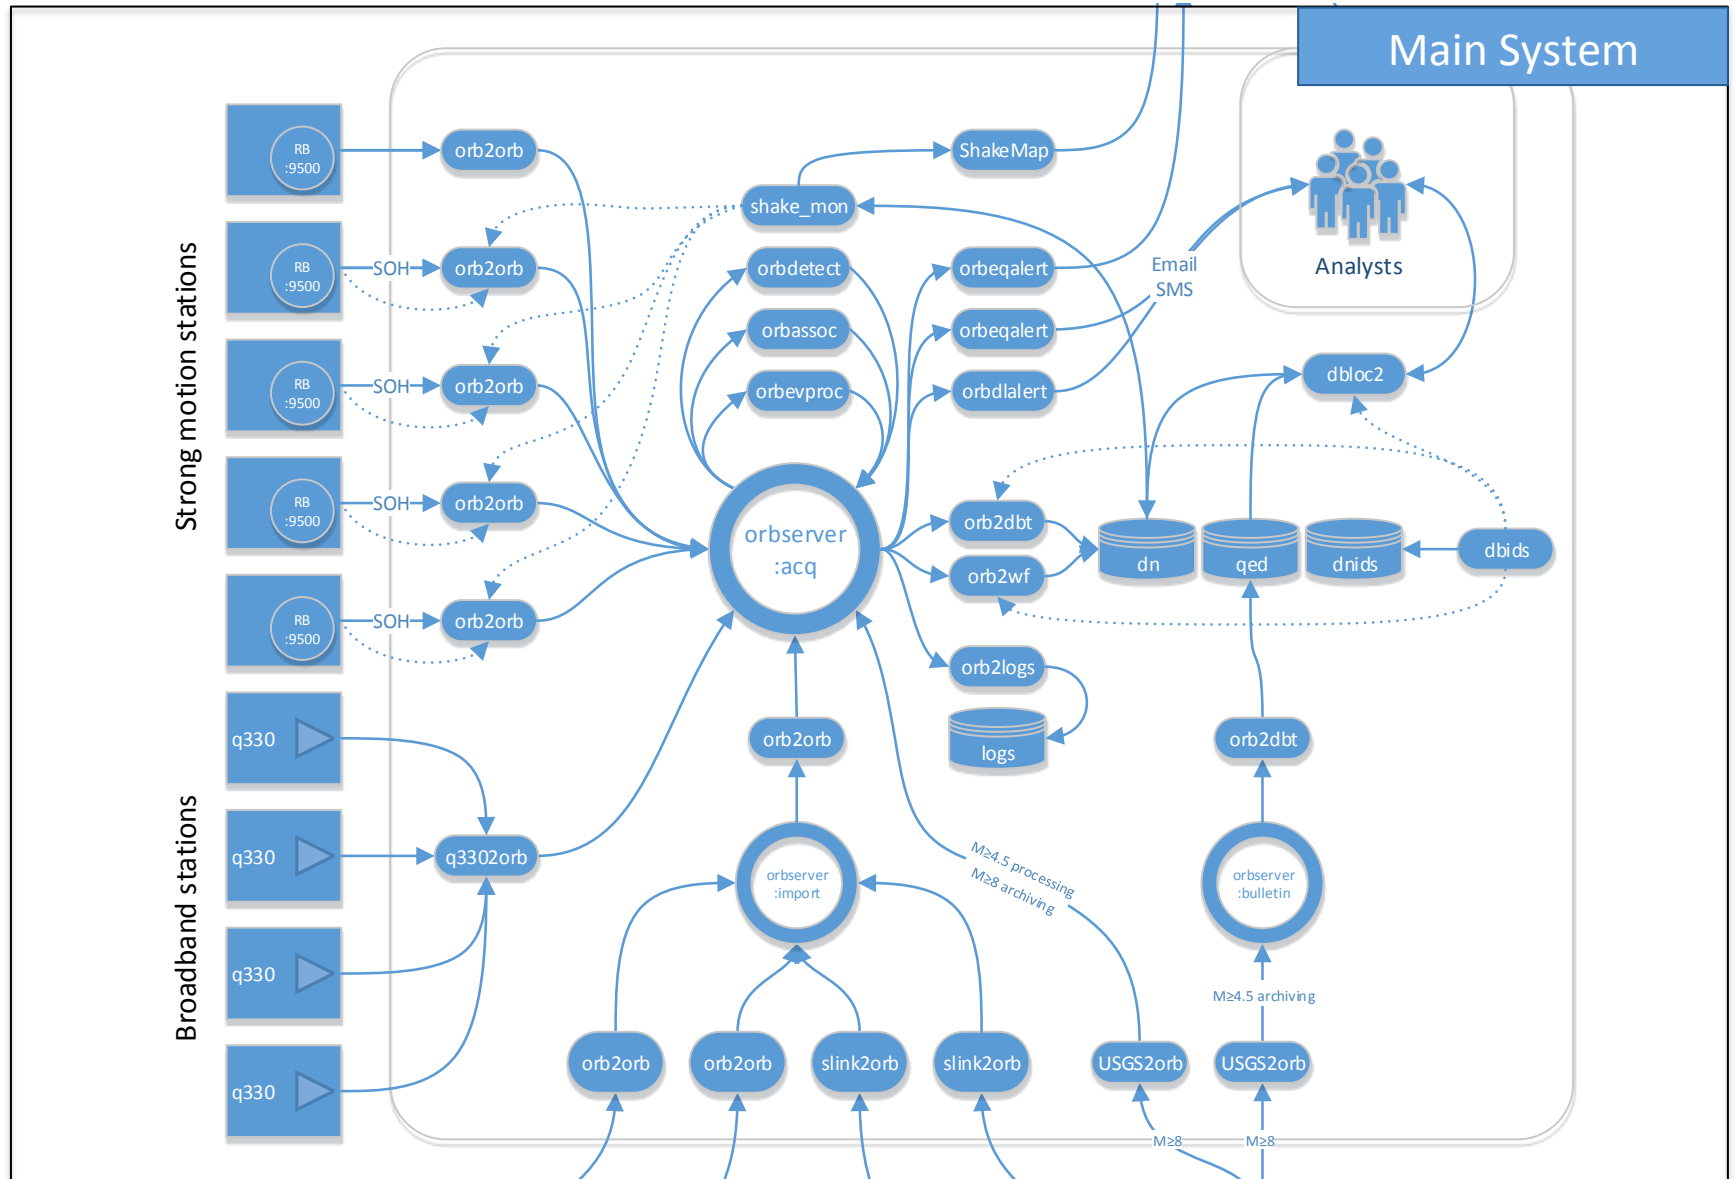 Main System
Strong motion stations
Broadband stations
RB
:9500
orb2orb
RB
:9500
SOH
orb2orb
RB
:9500
SOH
orb2orb
RB
:9500
SOH
orb2orb
RB
:9500
SOH
orb2orb
q330
q330
q330
q330
q3302orb
ShakeMap
shake_mon
orbdetect
orbassoc
orbevproc
orbeqalert
orbeqalert
orbdlalert
Email
SMS
Analysts
dbloc2
orbserver
:acq
orb2dbt
orb2wf
dn
qed
dnids
dbids
orb2logs
logs
orb2orb
orb2dbt
orbserver
:import
M≥4.5 processing
M≥8 archiving
orbserver
:bulletin
M≥4.5 archiving
orb2orb
orb2orb
slink2orb
slink2orb
USGS2orb
USGS2orb
M≥8
M≥8